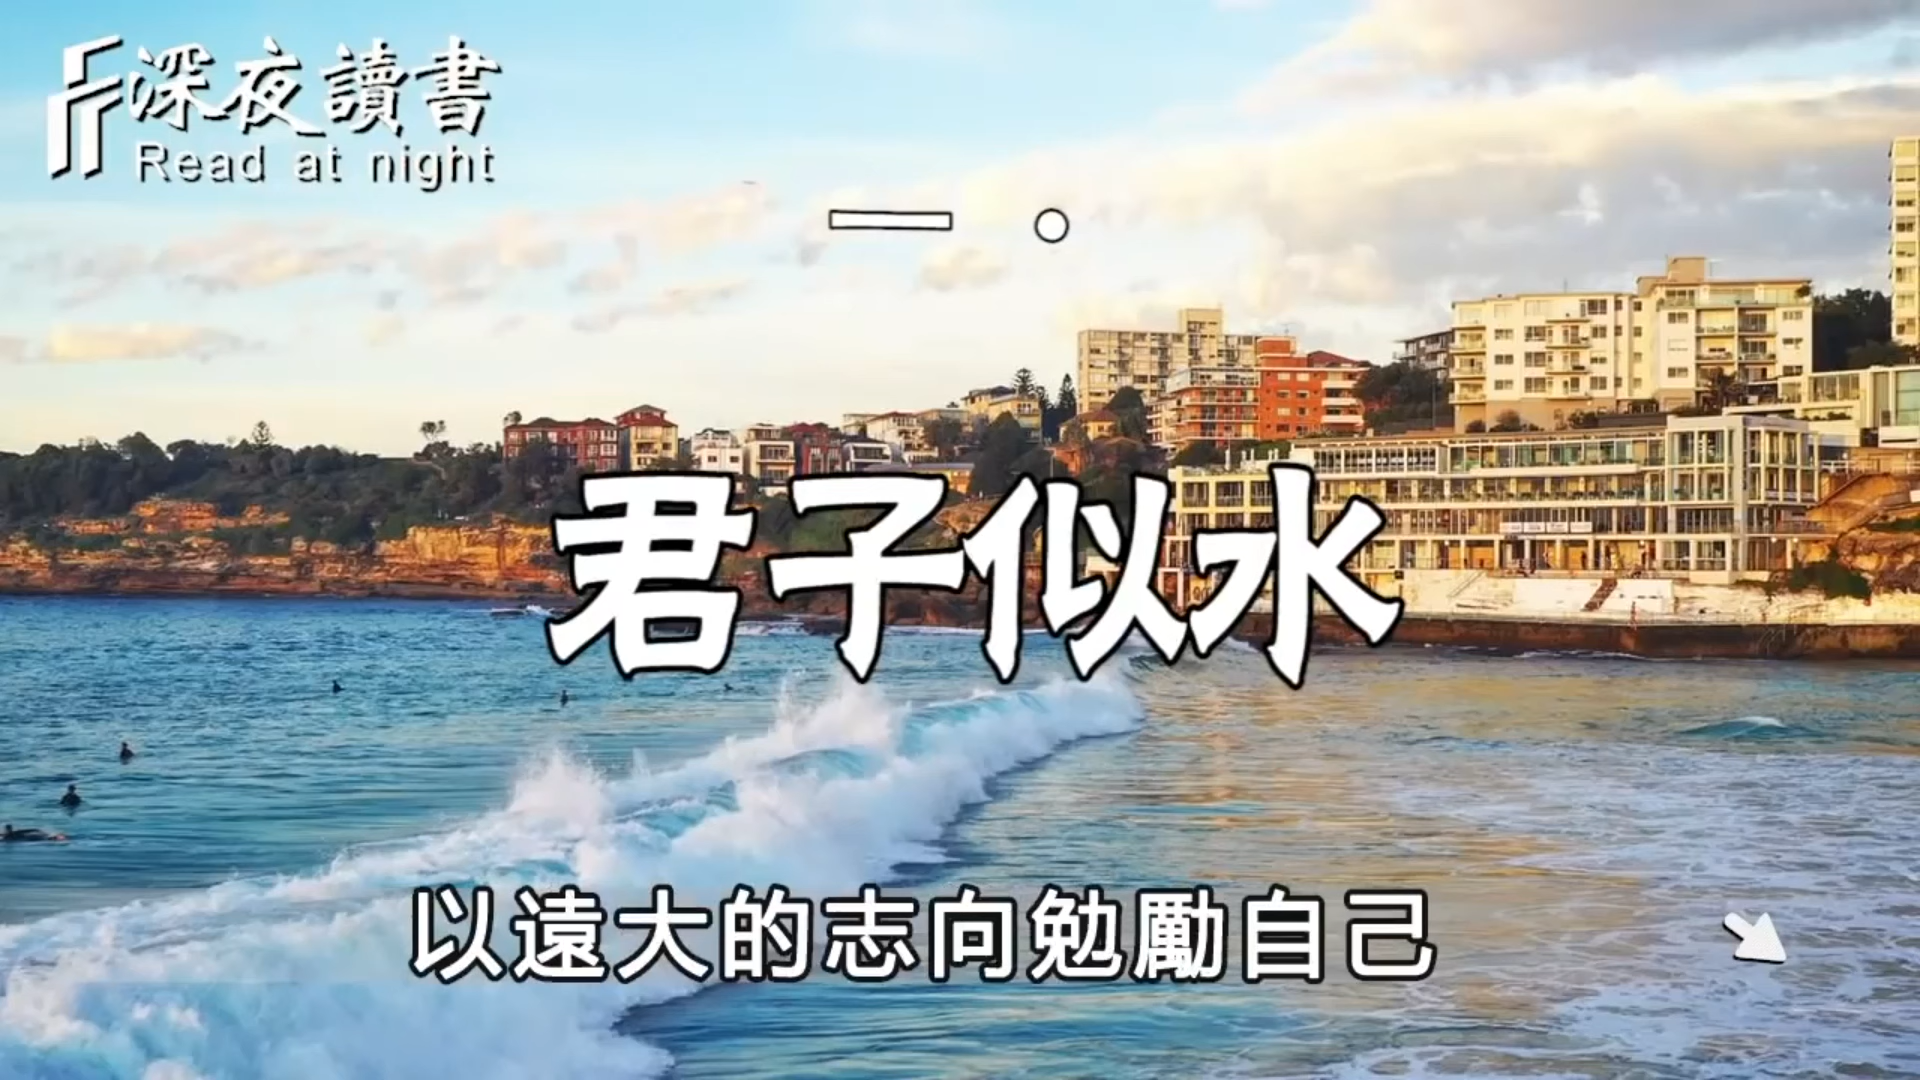 深夜讀書
Read at night
一。
君子似水
以遠大的志向勉勵自己